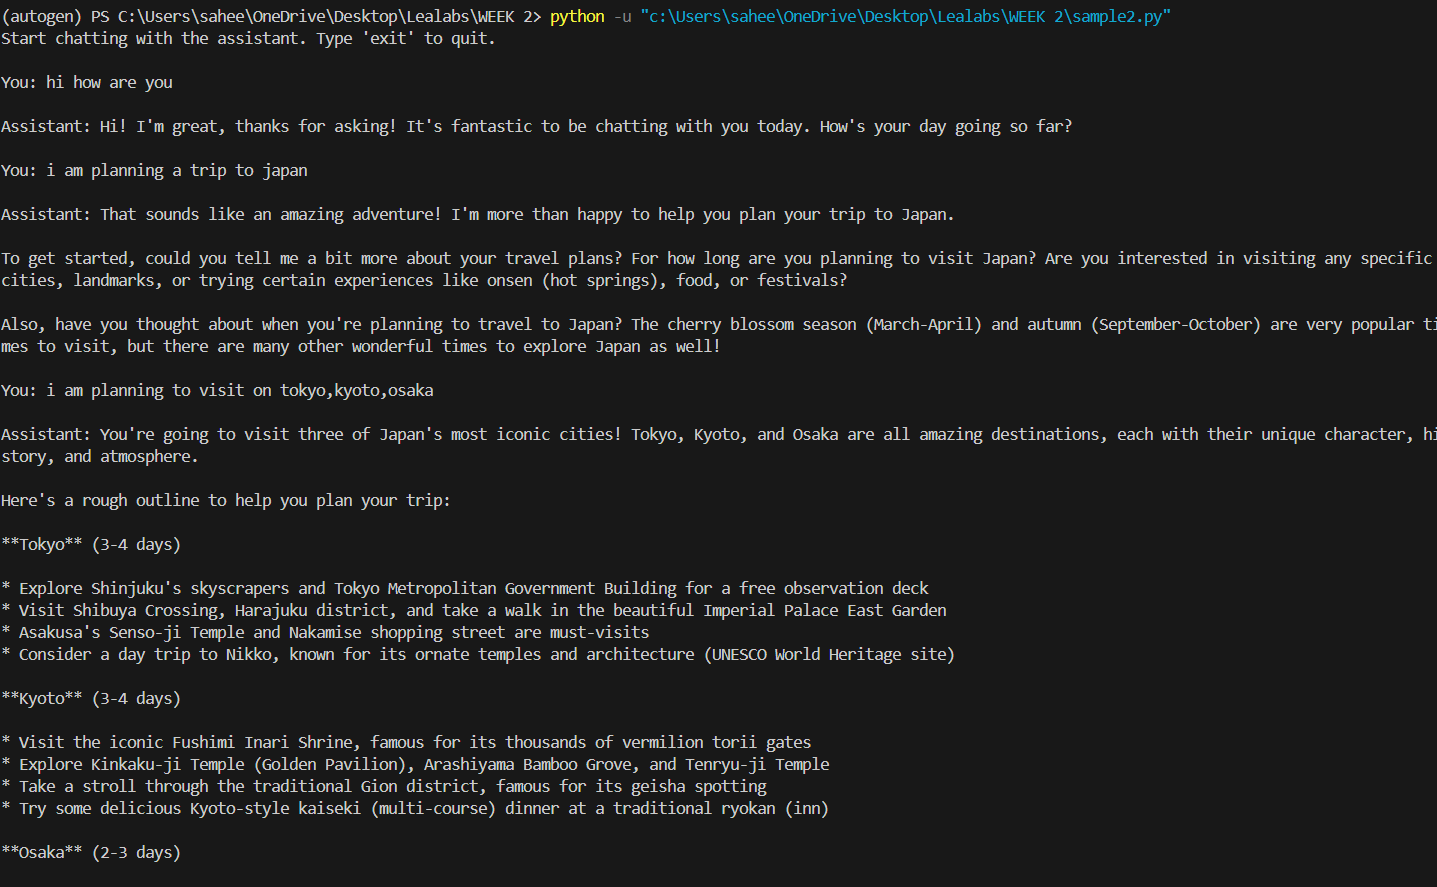 (autogen) PS C:\Users\sahee\OneDrive\Desktop\Lealabs\WEEK 2> python -u "c:\Users\sahee\OneDrive\Desktop\Lealabs\WEEK 2\sample2.py"
Start chatting with the assistant. Type 'exit' to quit.
You: hi how are you
Assistant: Hi! I'm great, thanks for asking! It's fantastic to be chatting with you today. How's your day going so far?
You: i am planning a trip to japan
Assistant: That sounds like an amazing adventure! I'm more than happy to help you plan your trip to Japan.
To get started, could you tell me a bit more about your travel plans? For how long are you planning to visit Japan? Are you interested in visiting any specific
cities, landmarks, or trying certain experiences like onsen (hot springs), food, or festivals?
Also, have you thought about when you're planning to travel to Japan? The cherry blossom season (March-April) and autumn (September-October) are very popular ti
mes to visit, but there are many other wonderful times to explore Japan as well!
You: i am planning to visit on tokyo,kyoto,osaka
Assistant: You're going to visit three of Japan's most iconic cities! Tokyo, Kyoto, and Osaka are all amazing destinations, each with their unique character, hi
story, and atmosphere.
Here's a rough outline to help you plan your trip:
**Tokyo** (3-4 days)
* Explore Shinjuku's skyscrapers and Tokyo Metropolitan Government Building for a free observation deck
* Visit Shibuya Crossing, Harajuku district, and take a walk in the beautiful Imperial Palace East Garden
* Asakusa's Senso-ji Temple and Nakamise shopping street are must-visits
* Consider a day trip to Nikko, known for its ornate temples and architecture (UNESCO World Heritage site)
**Kyoto** (3-4 days)
* Visit the iconic Fushimi Inari Shrine, famous for its thousands of vermilion torii gates
* Explore Kinkaku-ji Temple (Golden Pavilion), Arashiyama Bamboo Grove, and Tenryu-ji Temple
* Take a stroll through the traditional Gion district, famous for its geisha spotting
* Try some delicious Kyoto-style kaiseki (multi-course) dinner at a traditional ryokan (inn)
**Osaka** (2-3 days)